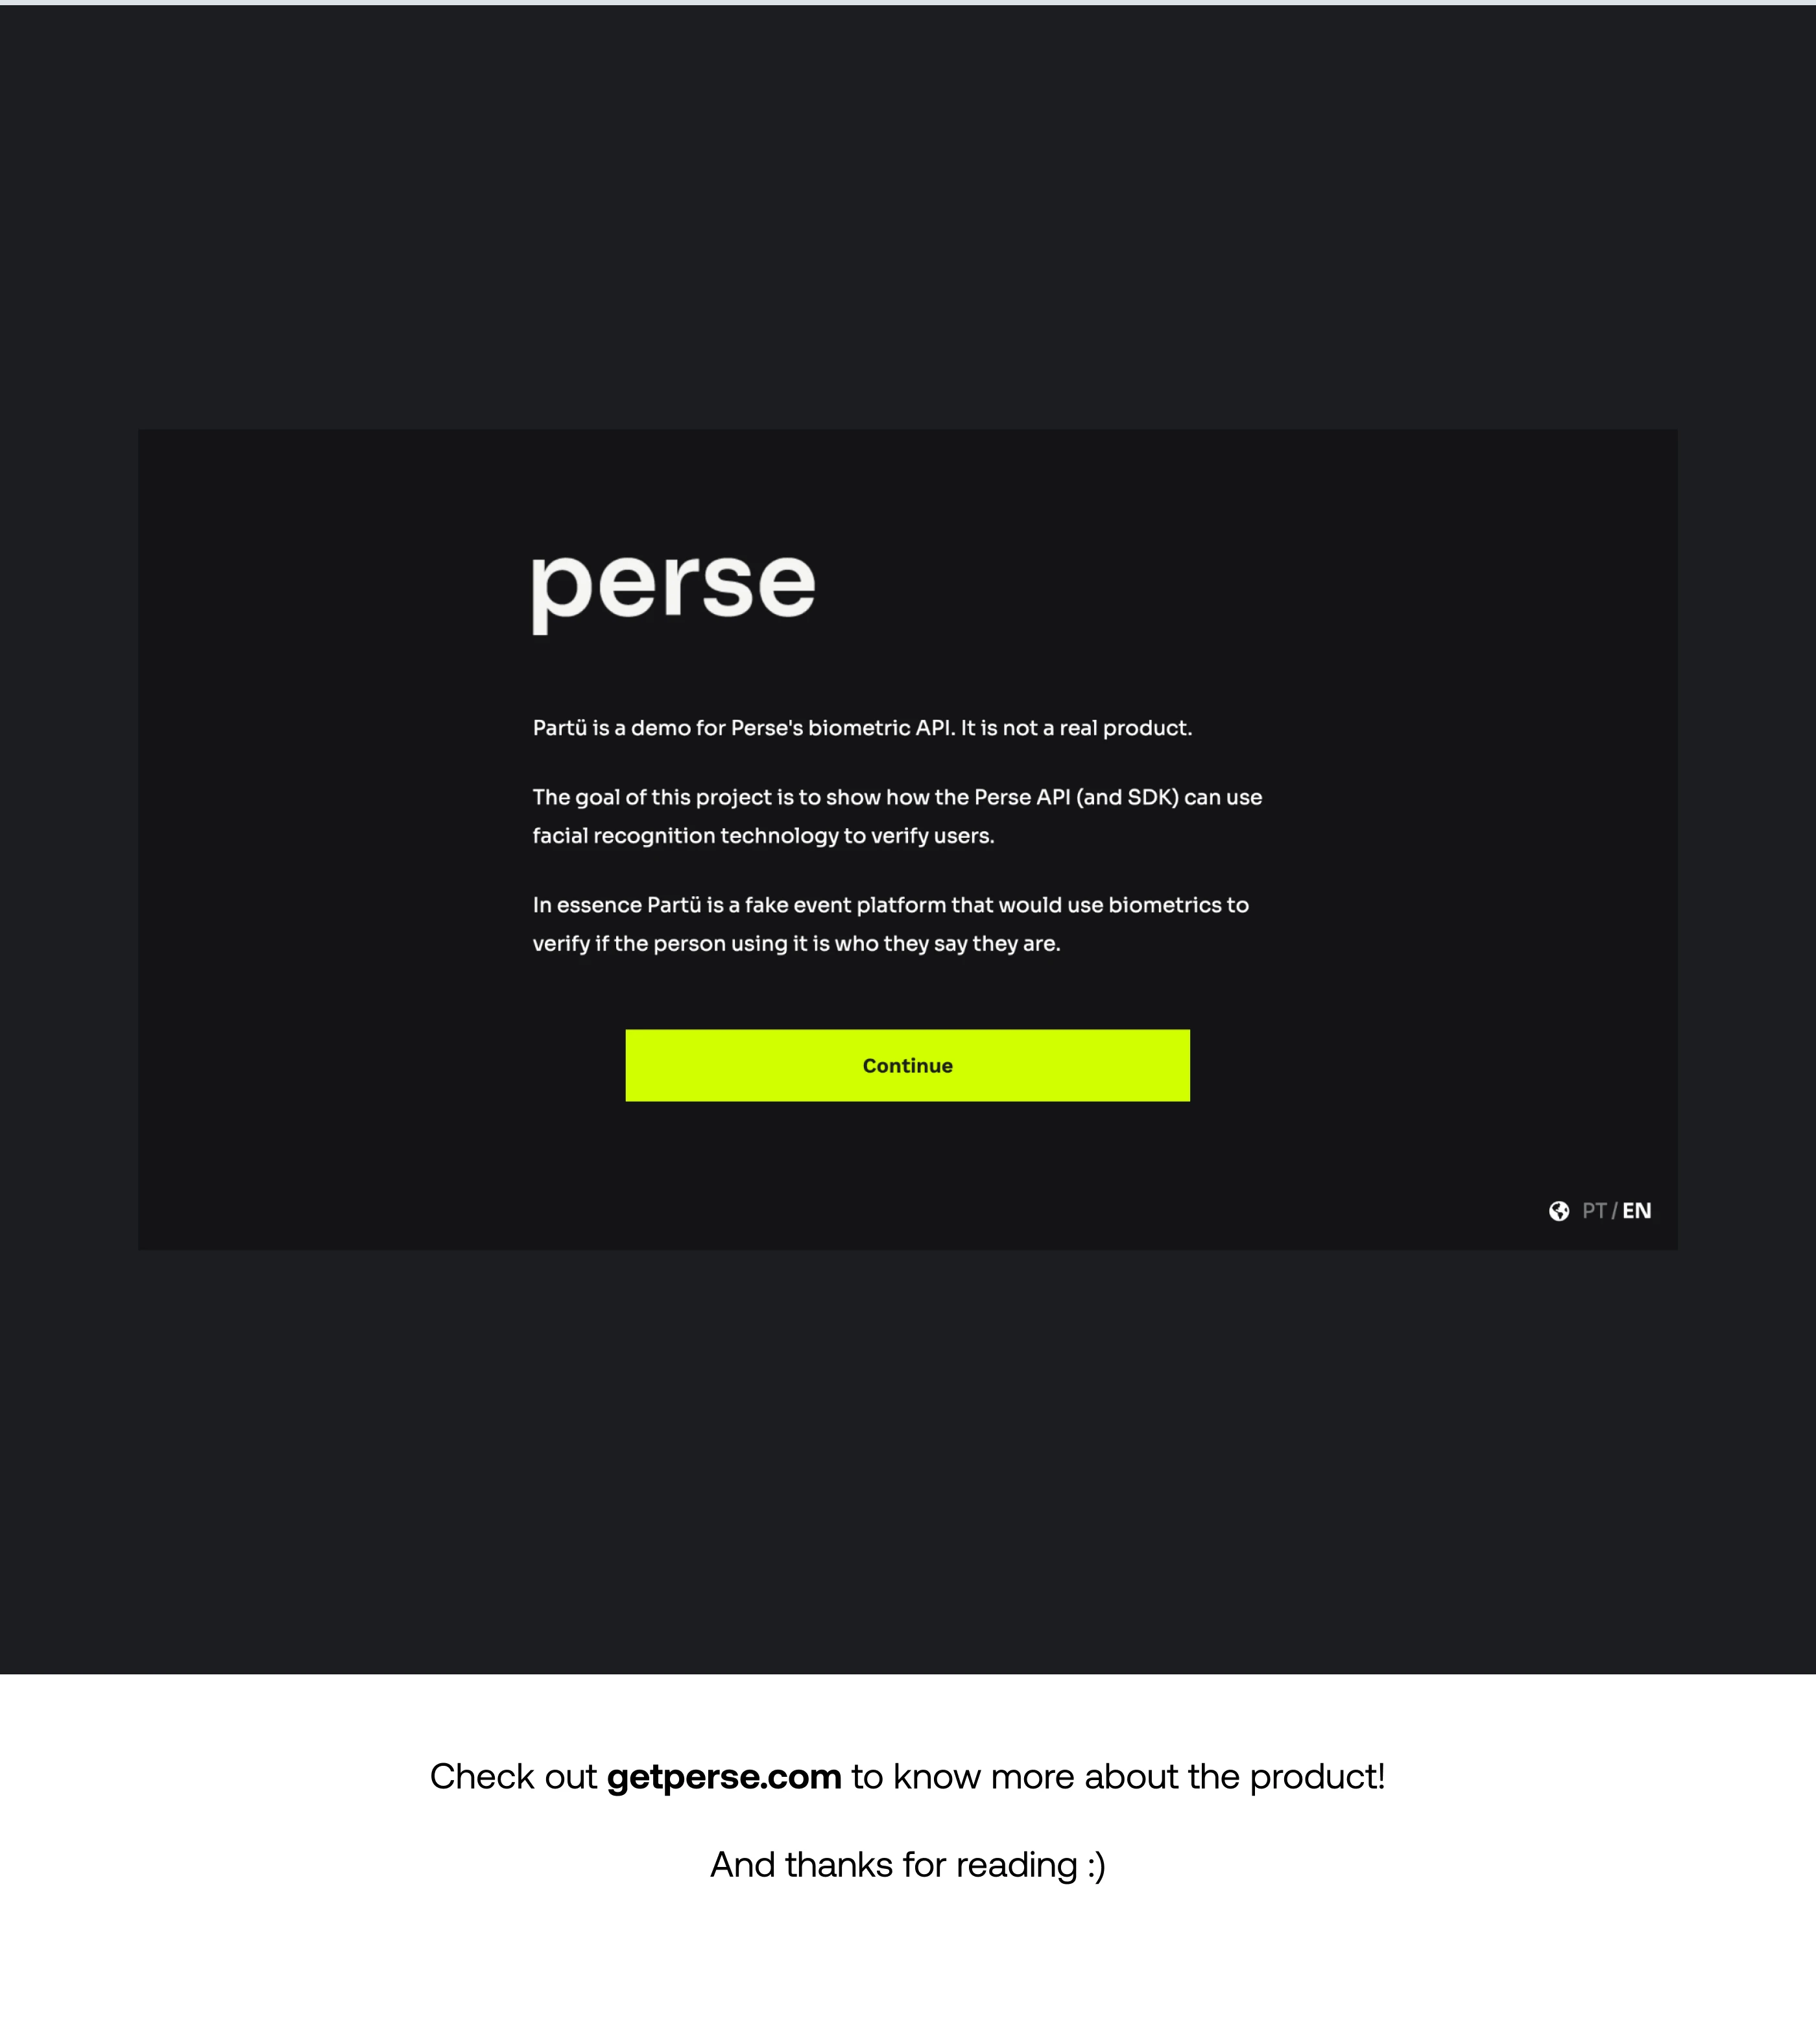 perse
Partü is a demo for Perse's biometric API. It is not a real product.
The goal of this project is to show how the Perse API (and SDK) can use
facial recognition technology to verify users.
In essence Partü is a fake event platform that would use biometrics to
verify if the person using it is who they say they are.
Continue
PT / EN
Check out getperse.com to know more about the product!
And thanks for reading :)